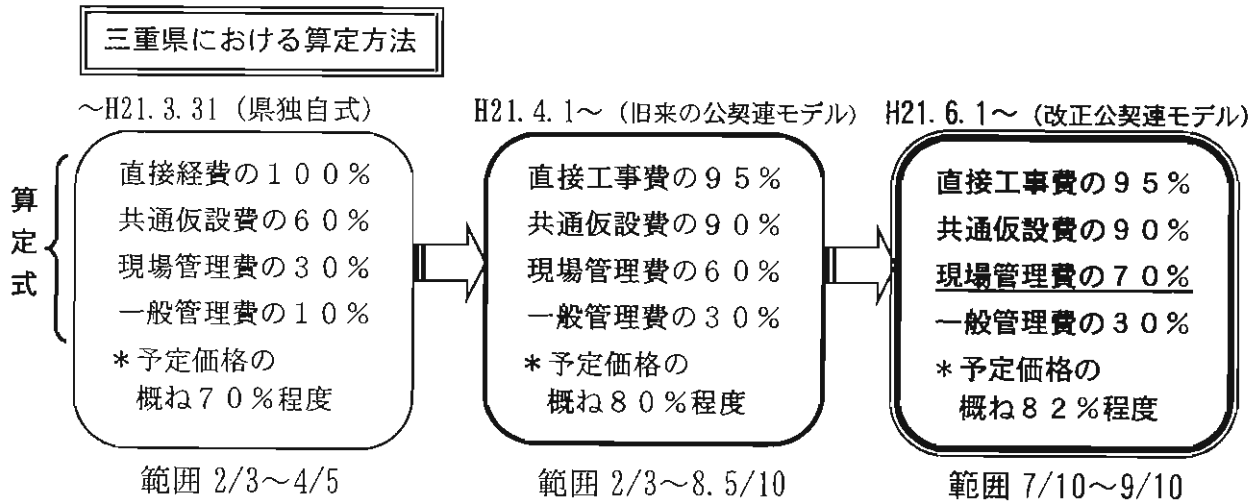 三重県における算定方法
～H21.3.31（県独自式）
算定式
直接経費の１００％
共通仮設費の６０％
現場管理費の３０％
一般管理費の１０％
＊予定価格の
概ね７０％程度
範囲 2/3～4/5
H21.4.1～（旧来の公契連モデル）
直接工事費の９５％
共通仮設費の９０％
現場管理費の６０％
一般管理費の３０％
＊予定価格の
概ね８０％程度
範囲 2/3～8.5/10
H21.6.1～（改正公契連モデル）
直接工事費の９５％
共通仮設費の９０％
現場管理費の７０％
一般管理費の３０％
＊予定価格の
概ね８２％程度
範囲 7/10～9/10